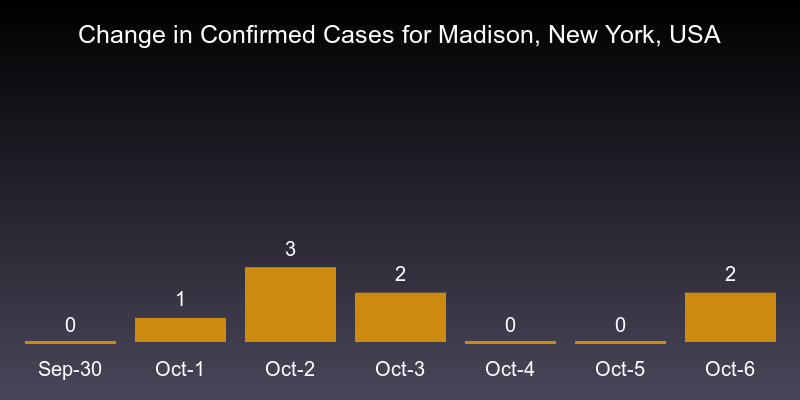 Change in Confirmed Cases for Madison, New York, USA
0 1 3 2 0 0 2
Sep-30 Oct-1 Oct-2 Oct-3 Oct-4 Oct-5 Oct-6